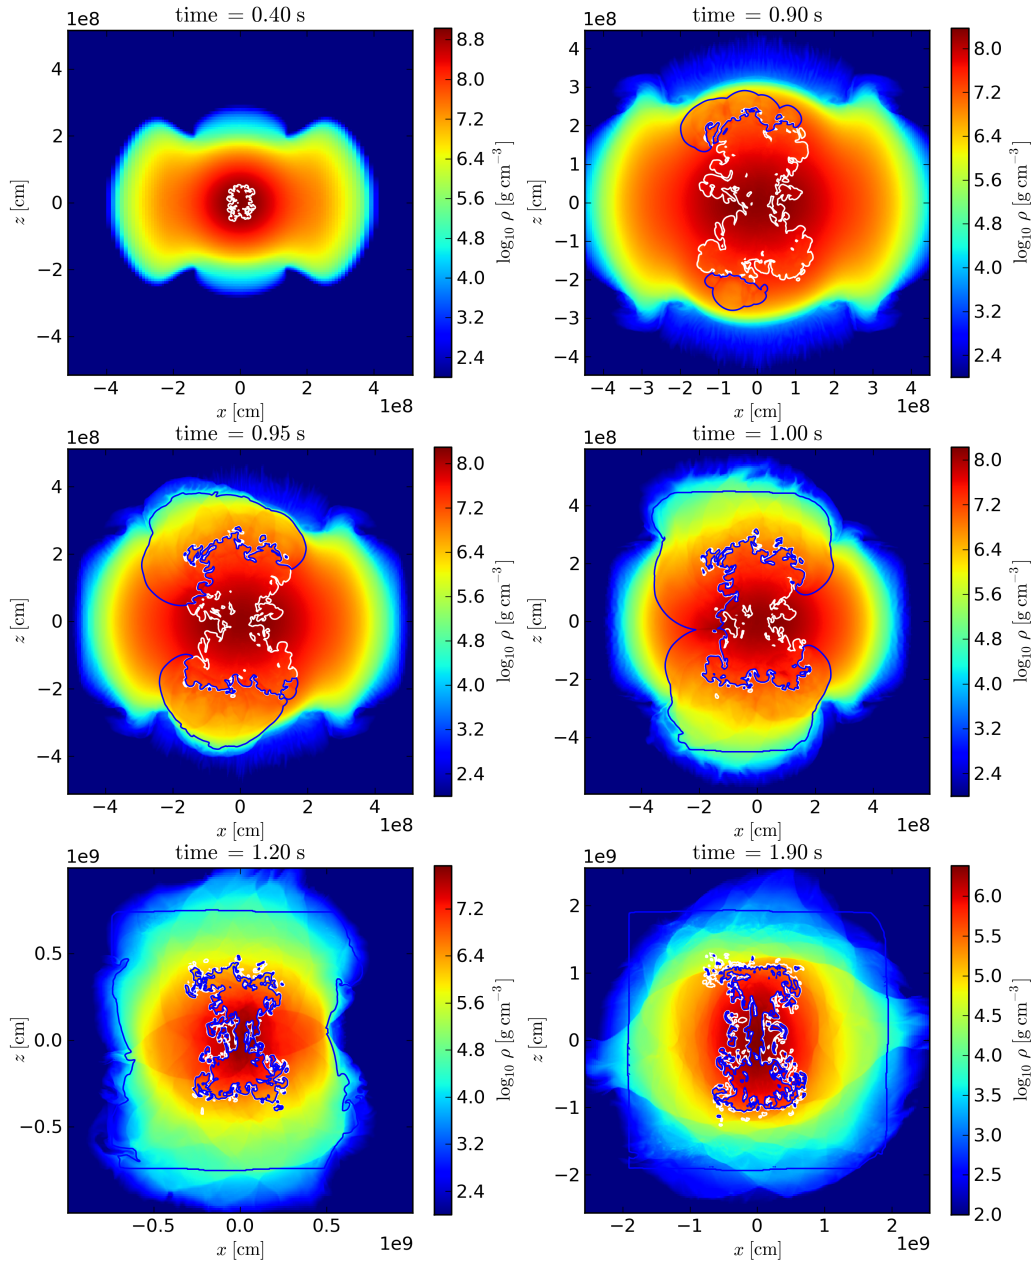 time = 0.40 s
1e8
4
2
0
−2
−4
z [cm]
−4 −2 0 2 4
1e8
x [cm]
8.8
8.0
7.2
6.4
5.6
4.8
4.0
3.2
2.4
log10 ρ [g cm−3]
time = 0.90 s
1e8
4
3
2
1
0
−1
−2
−3
−4
z [cm]
−4 −3 −2 −1 0 1 2 3 4
1e8
x [cm]
8.0
7.2
6.4
5.6
4.8
4.0
3.2
2.4
log10 ρ [g cm−3]
time = 0.95 s
1e8
4
2
0
−2
−4
z [cm]
−4 −2 0 2 4
1e8
x [cm]
8.0
7.2
6.4
5.6
4.8
4.0
3.2
2.4
log10 ρ [g cm−3]
time = 1.00 s
1e8
4
2
0
−2
−4
z [cm]
−4 −2 0 2 4
1e8
x [cm]
8.0
7.2
6.4
5.6
4.8
4.0
3.2
2.4
log10 ρ [g cm−3]
time = 1.20 s
1e9
0.5
0.0
−0.5
z [cm]
−0.5 0.0 0.5
1e9
x [cm]
7.2
6.4
5.6
4.8
4.0
3.2
2.4
log10 ρ [g cm−3]
time = 1.90 s
1e9
2
1
0
−1
−2
z [cm]
−2 −1 0 1 2
1e9
x [cm]
6.0
5.5
5.0
4.5
4.0
3.5
3.0
2.5
2.0
log10 ρ [g cm−3]